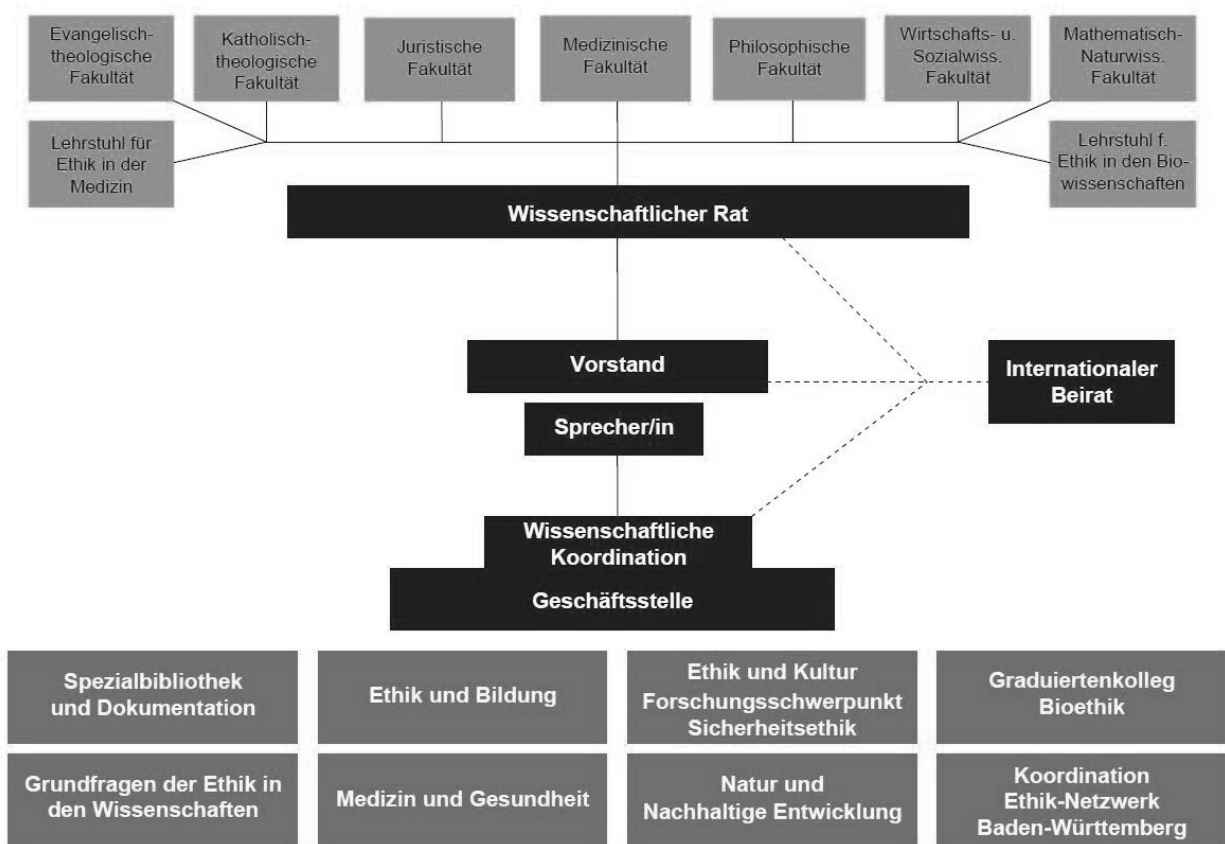 Evangelisch-
theologische
Fakultät
Katholisch-
theologische
Fakultät
Juristische
Fakultät
Medizinische
Fakultät
Philosophische
Fakultät
Wirtschafts- u.
Sozialwiss.
Fakultät
Mathematisch-
Naturwiss.
Fakultät
Lehrstuhl für
Ethik in der
Medizin
Lehrstuhl f.
Ethik in den Bio-
wissenschaften
Wissenschaftlicher Rat
Vorstand
Internationaler
Beirat
Sprecher/in
Wissenschaftliche
Koordination
Geschäftsstelle
Spezialbibliothek
und Dokumentation
Ethik und Bildung
Ethik und Kultur
Forschungsschwerpunkt
Sicherheitsethik
Graduiertenkolleg
Bioethik
Grundfragen der Ethik in
den Wissenschaften
Medizin und Gesundheit
Natur und
Nachhaltige Entwicklung
Koordination
Ethik-Netzwerk
Baden-Württemberg